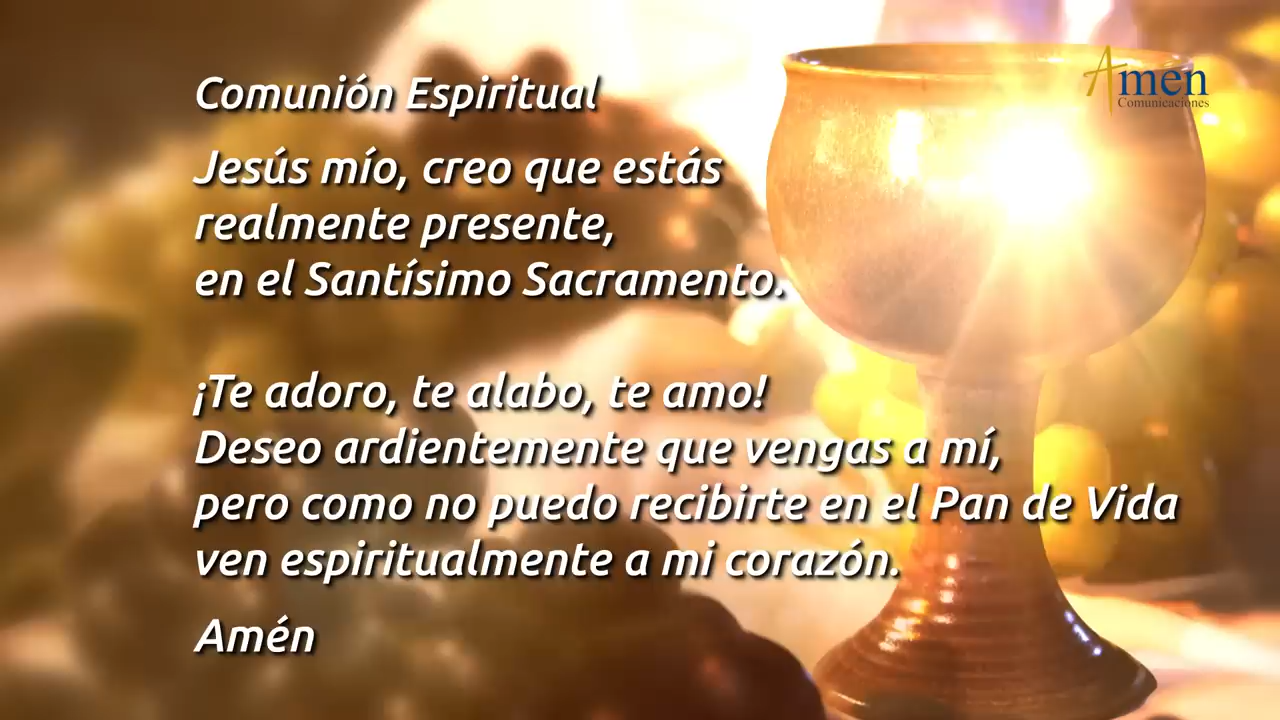 Amén
Comunicaciones
Comunión Espiritual
Jesús mío, creo que estás
realmente presente,
en el Santísimo Sacramento.
¡Te adoro, te alabo, te amo!
Deseo ardientemente que vengas a mí,
pero como no puedo recibirte en el Pan de Vida
ven espiritualmente a mi corazón.
Amén